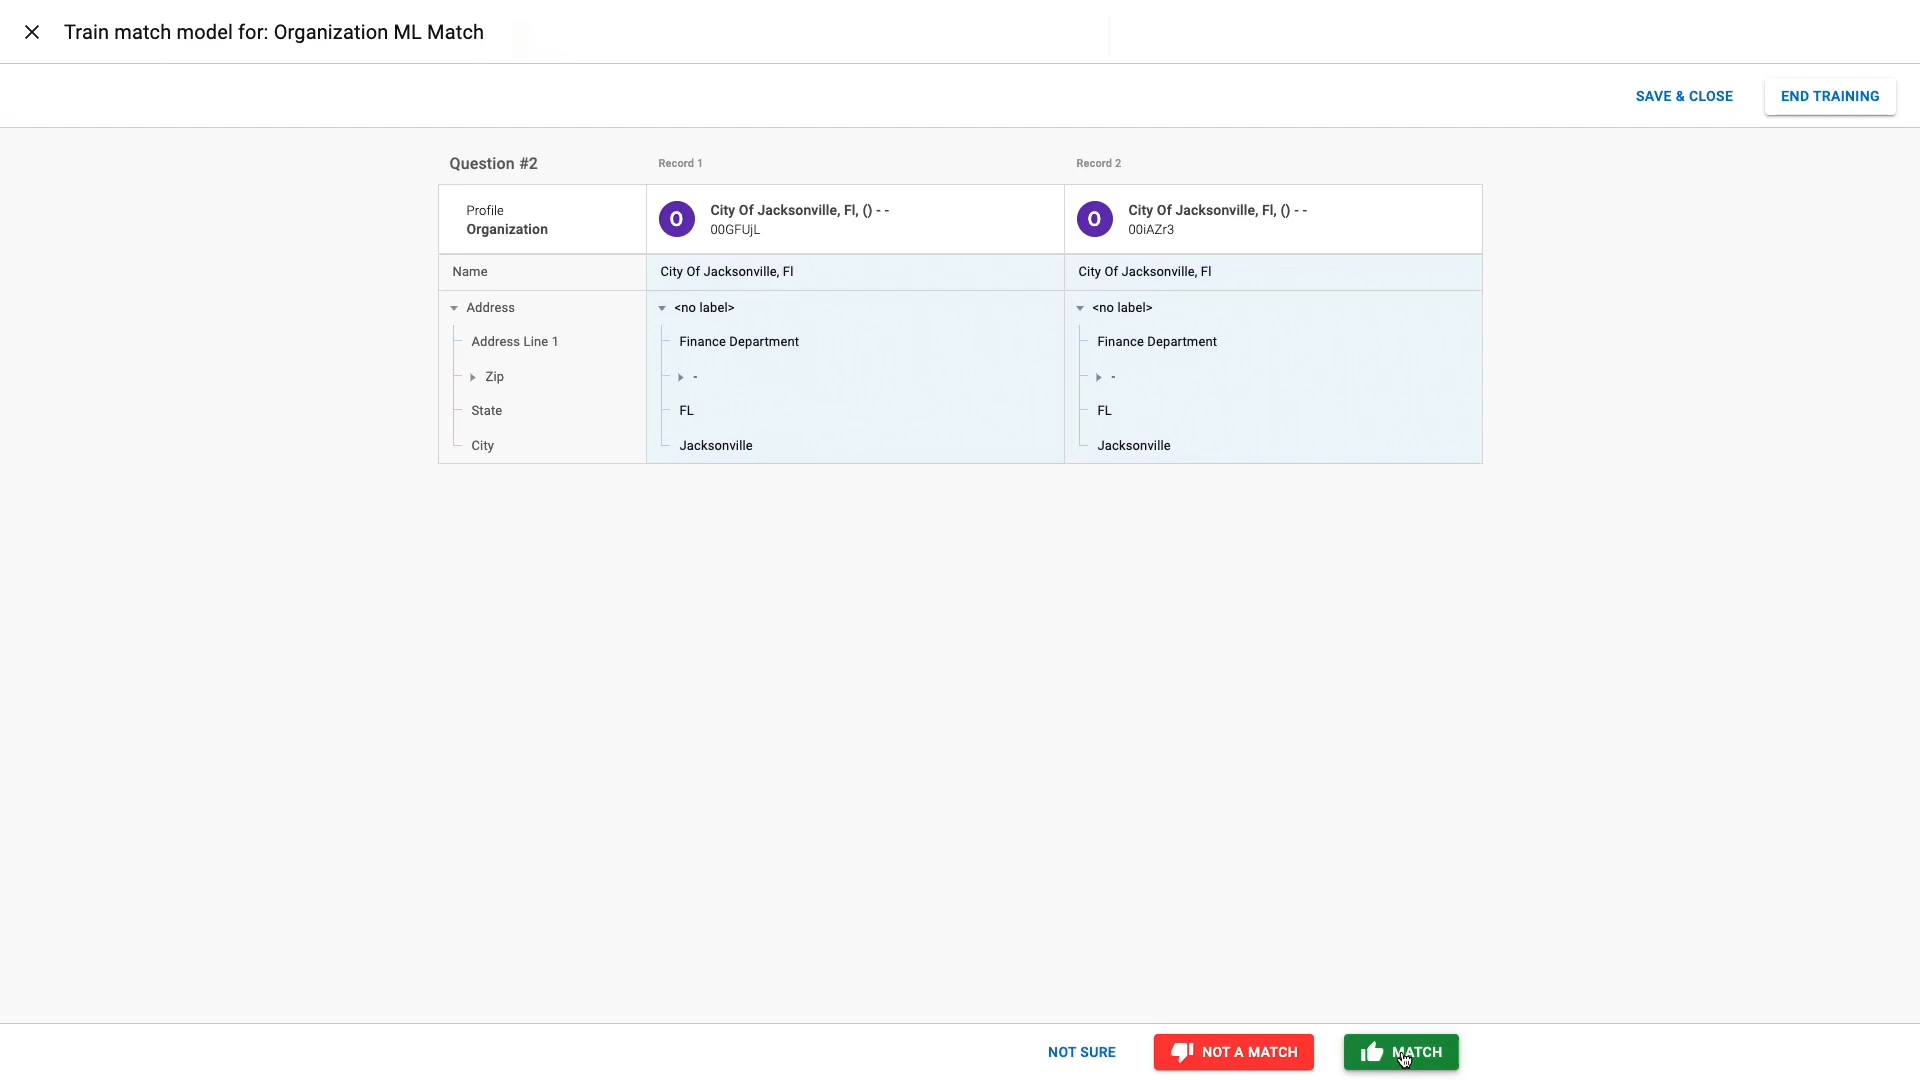 Train match model for: Organization ML Match
SAVE & CLOSE
END TRAINING
Question #2
Record 1
Record 2
Profile
Organization
O
City Of Jacksonville, Fl, () - -
00GFUjL
O
City Of Jacksonville, Fl, () - -
00iAZr3
Name
City Of Jacksonville, Fl
City Of Jacksonville, Fl
Address
<no label>
<no label>
Address Line 1
Finance Department
Finance Department
Zip
-
-
State
FL
FL
City
Jacksonville
Jacksonville
NOT SURE
NOT A MATCH
MATCH